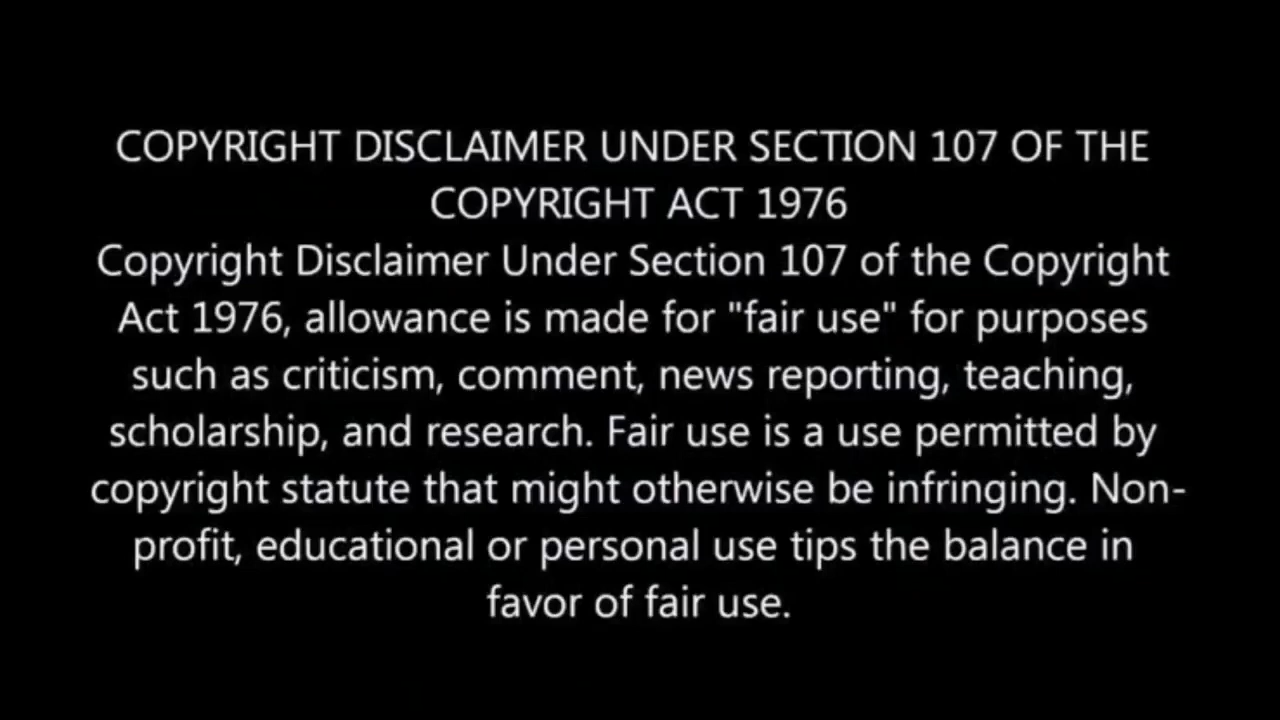 COPYRIGHT DISCLAIMER UNDER SECTION 107 OF THE
COPYRIGHT ACT 1976
Copyright Disclaimer Under Section 107 of the Copyright
Act 1976, allowance is made for "fair use" for purposes
such as criticism, comment, news reporting, teaching,
scholarship, and research. Fair use is a use permitted by
copyright statute that might otherwise be infringing. Non-
profit, educational or personal use tips the balance in
favor of fair use.